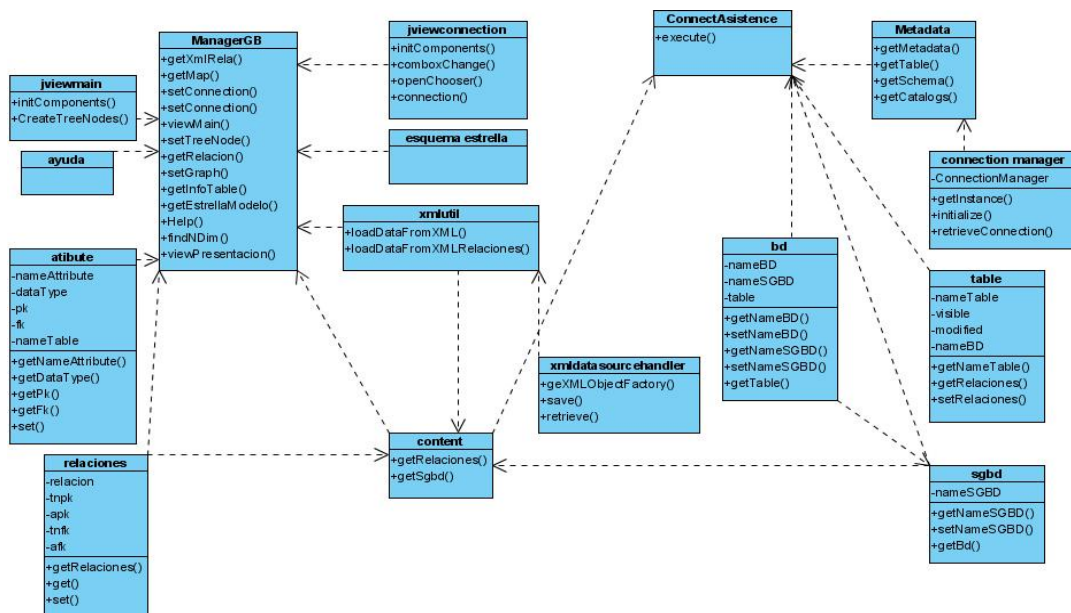 ManagerGB
+getXmlRela()
+getMap()
+setConnection()
+setConnection()
+viewMain()
+setTreeNode()
+getRelacion()
+setGraph()
+getInfoTable()
+getEstrellaModelo()
+Help()
+findNDim()
+viewPresentacion()
jviewconnection
+initComponents()
+comboxChange()
+openChooser()
+connection()
ConnectAsistence
+execute()
Metadata
+getMetadata()
+getTable()
+getSchema()
+getCatalogs()
jviewmain
+initComponents()
+CreateTreeNodes()
ayuda
esquema estrella
connection manager
-ConnectionManager
+getInstance()
+initialize()
+retrieveConnection()
xmlutil
+loadDataFromXML()
+loadDataFromXMLRelaciones()
atibute
-nameAttribute
-dataType
-pk
-fk
-nameTable
+getNameAttribute()
+getDataType()
+getPk()
+getFk()
+set()
bd
-nameBD
-nameSGBD
-table
+getNameBD()
+setNameBD()
+getNameSGBD()
+setNameSGBD()
+getTable()
table
-nameTable
-visible
-modified
-nameBD
+getNameTable()
+getRelaciones()
+setRelaciones()
xmldatasourcehandler
+geXMLObjectFactory()
+save()
+retrieve()
content
+getRelaciones()
+getSgbd()
relaciones
-relacion
-tnpk
-apk
-tnfk
-afk
+getRelaciones()
+get()
+set()
sgbd
-nameSGBD
+getNameSGBD()
+setNameSGBD()
+getBd()